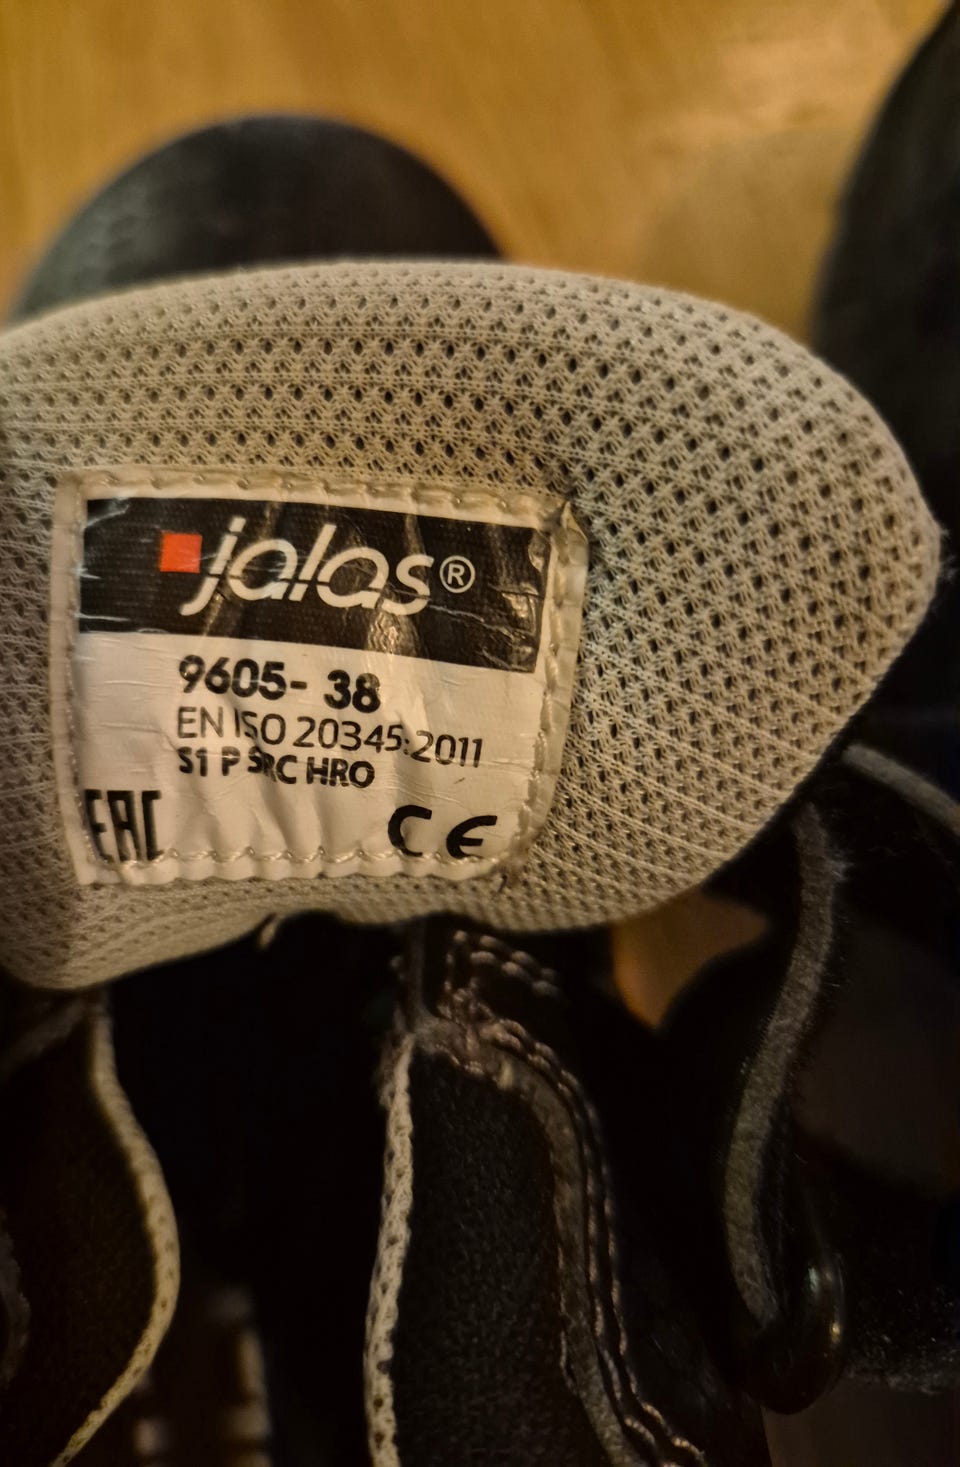 jalas®
9605- 38
EN ISO 20345:2011
S1 P SRC HRO
EAC
CE